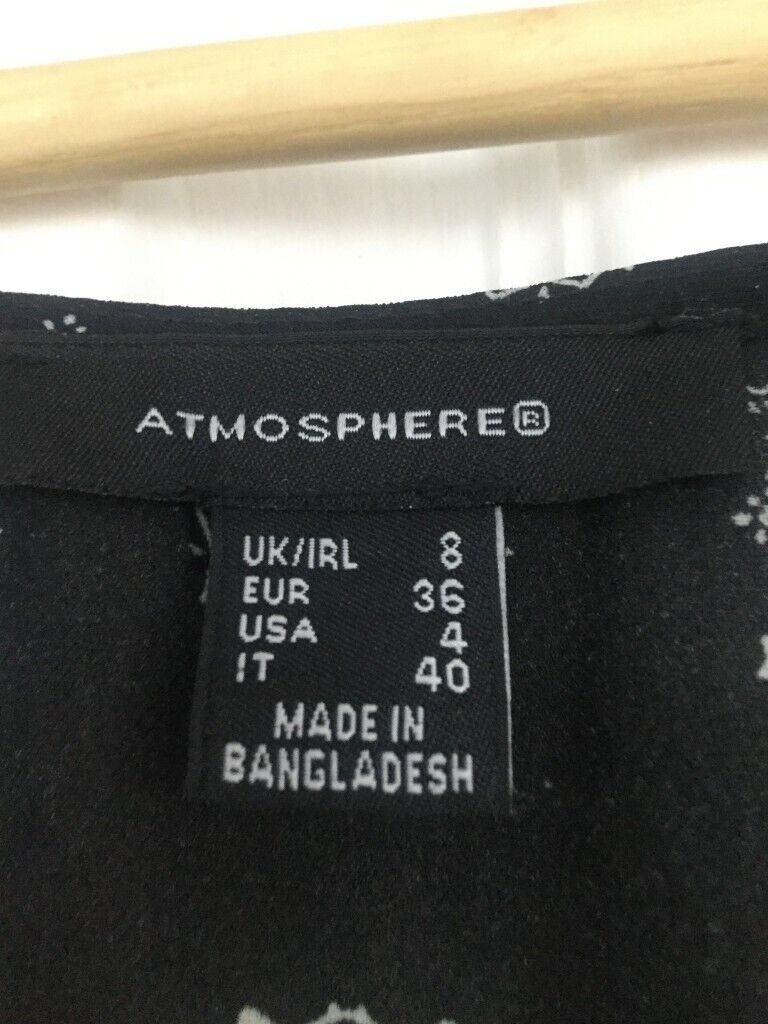 ATMOSPHERE®
UK/IRL 8
EUR 36
USA 4
IT 40
MADE IN
BANGLADESH